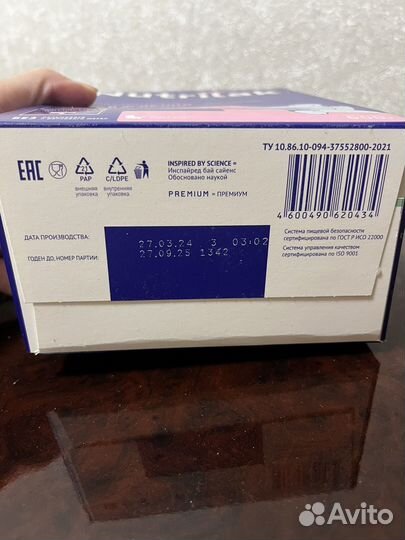 ТУ 10.86.10-094-37552800-2021
EAC
21
PAP
C/LDPE
внешняя
упаковка
внутренняя
упаковка
INSPIRED BY SCIENCE =
Инспайред бай сайенс
Обосновано наукой
PREMIUM = ПРЕМИУМ
4 600490 620434
ДАТА ПРОИЗВОДСТВА:
27.03.24 3 03:02
ГОДЕН ДО, НОМЕР ПАРТИИ:
27.09.25 1342
Система пищевой безопасности
сертифицирована по ГОСТ Р ИСО 22000
Система управления качеством
сертифицирована по ISO 9001
Avito